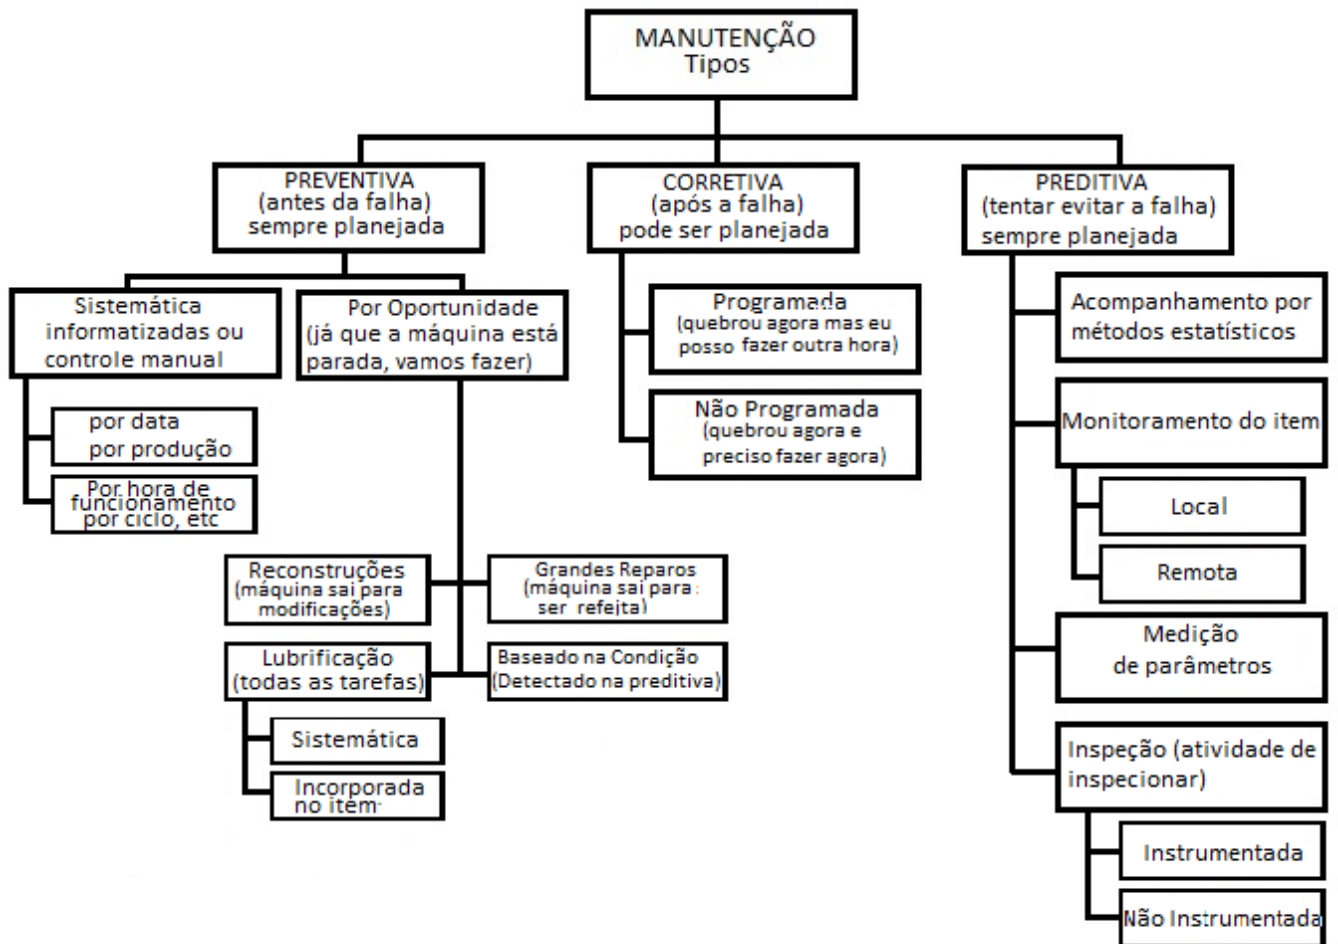 MANUTENÇÃO
Tipos
PREVENTIVA
(antes da falha)
sempre planejada
CORRETIVA
(após a falha)
pode ser planejada
PREDITIVA
(tentar evitar a falha)
sempre planejada
Sistemática
informatizadas ou
controle manual
Por Oportunidade
(já que a máquina está
parada, vamos fazer)
Programada
(quebrou agora mas eu
posso fazer outra hora)
Acompanhamento por
métodos estatísticos
por data
por produção
Não Programada
(quebrou agora e
preciso fazer agora)
Monitoramento do item
Por hora de
funcionamento
por ciclo, etc
Local
Remota
Reconstruções
(máquina sai para
modificações)
Grandes Reparos
(máquina sai para
ser refeita)
Lubrificação
(todas as tarefas)
Baseado na Condição
(Detectado na preditiva)
Medição
de parâmetros
Sistemática
Incorporada
no item
Inspeção (atividade de
inspecionar)
Instrumentada
Não Instrumentada